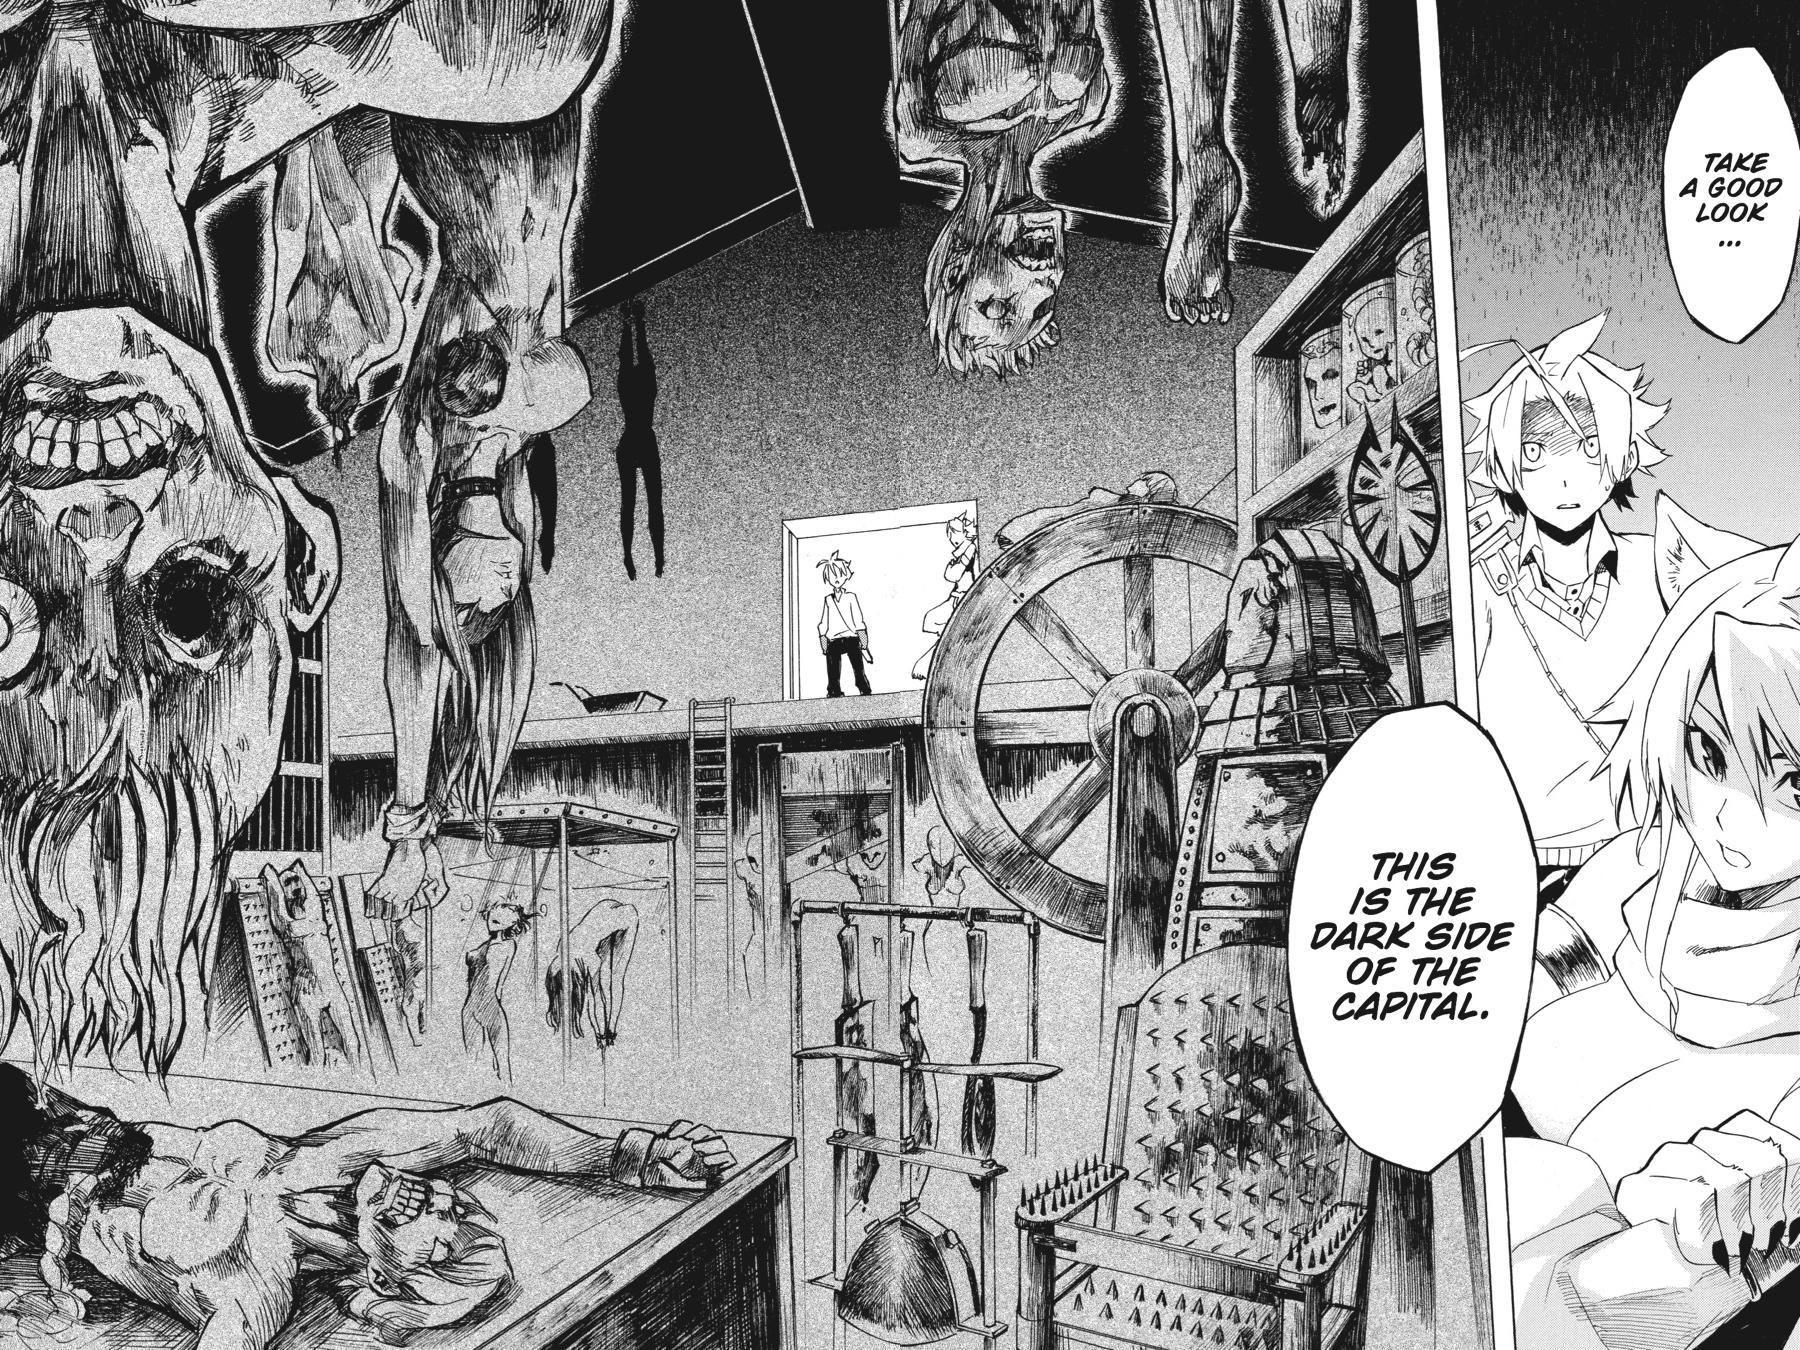 TAKE
A GOOD
LOOK
...
THIS
IS THE
DARK SIDE
OF THE
CAPITAL.